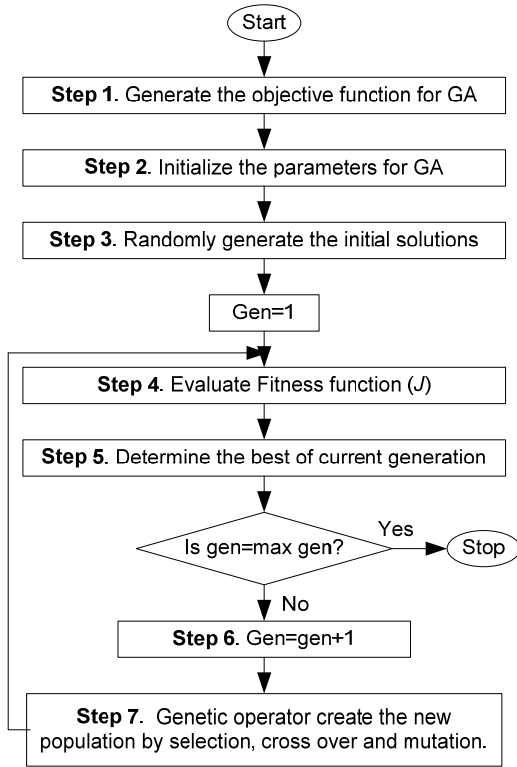 Start
Step 1. Generate the objective function for GA
Step 2. Initialize the parameters for GA
Step 3. Randomly generate the initial solutions
Gen=1
Step 4. Evaluate Fitness function (J)
Step 5. Determine the best of current generation
Is gen=max gen?
Yes
Stop
No
Step 6. Gen=gen+1
Step 7.  Genetic operator create the new
population by selection, cross over and mutation.